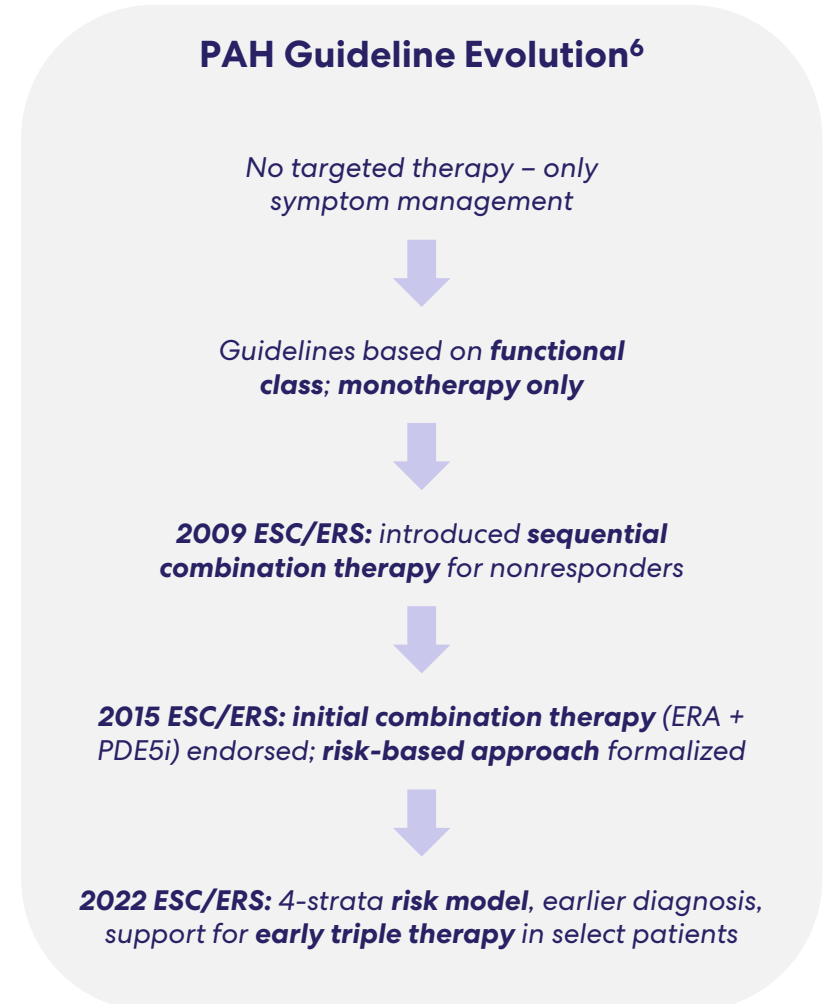 PAH Guideline Evolution⁶
No targeted therapy – only
symptom management
Guidelines based on functional
class; monotherapy only
2009 ESC/ERS: introduced sequential
combination therapy for nonresponders
2015 ESC/ERS: initial combination therapy (ERA +
PDE5i) endorsed; risk-based approach formalized
2022 ESC/ERS: 4-strata risk model, earlier diagnosis,
support for early triple therapy in select patients